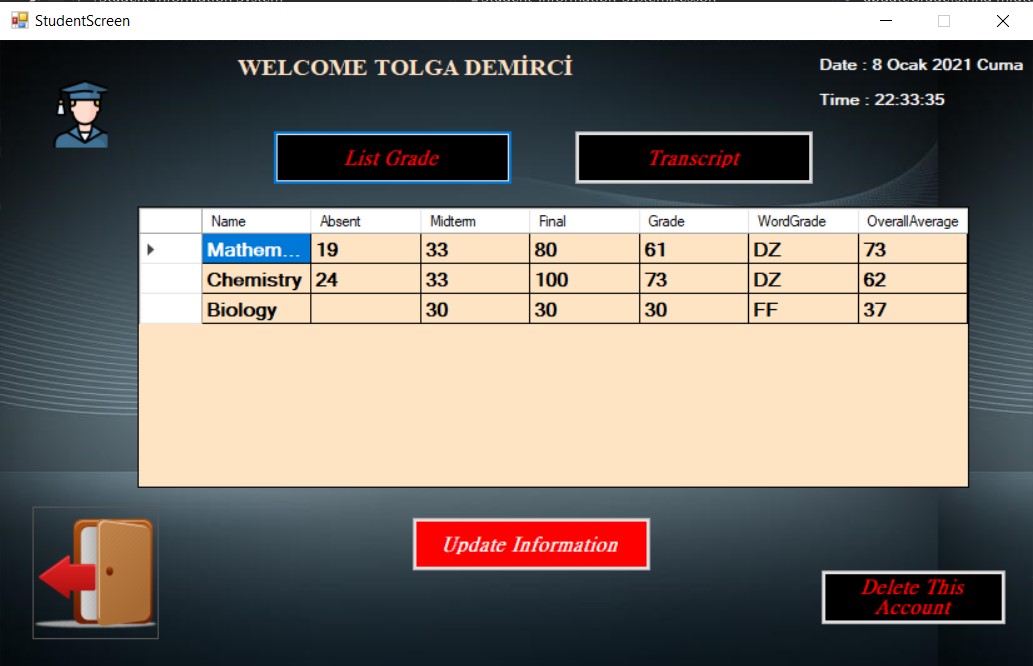 StudentScreen
WELCOME TOLGA DEMİRCİ
Date : 8 Ocak 2021 Cuma
Time : 22:33:35
List Grade
Transcript
Name Absent Midterm Final Grade WordGrade OverallAverage
Mathem... 19 33 80 61 DZ 73
Chemistry 24 33 100 73 DZ 62
Biology 30 30 30 FF 37
Update Information
Delete This
Account